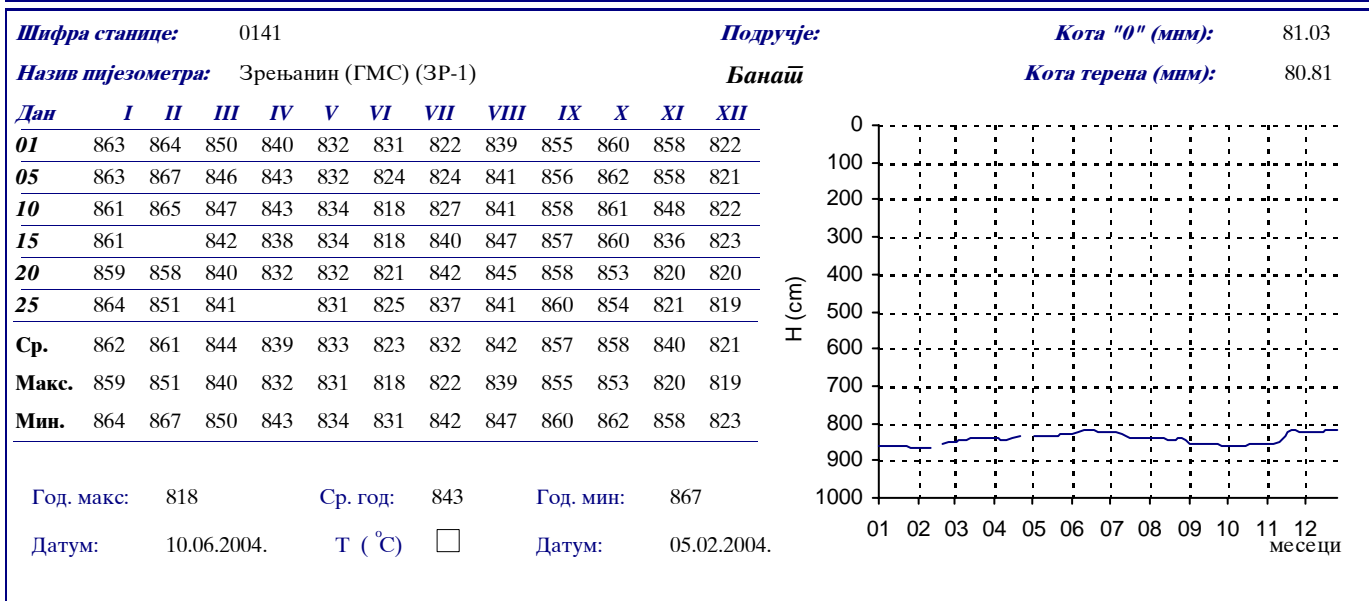 Шифра станице: 0141 Подручје: Кота "0" (мнм): 81.03
Назив пијезометра: Зрењанин (ГМС) (ЗР-1) Банат Кота терена (мнм): 80.81
Дан I II III IV V VI VII VIII IX X XI XII
01 863 864 850 840 832 831 822 839 855 860 858 822
05 863 867 846 843 832 824 824 841 856 862 858 821
10 861 865 847 843 834 818 827 841 858 861 848 822
15 861 842 838 834 818 840 847 857 860 836 823
20 859 858 840 832 832 821 842 845 858 853 820 820
25 864 851 841 831 825 837 841 860 854 821 819
Ср. 862 861 844 839 833 823 832 842 857 858 840 821
Макс. 859 851 840 832 831 818 822 839 855 853 820 819
Мин. 864 867 850 843 834 831 842 847 860 862 858 823
Год. макс: 818 Ср. год: 843 Год. мин: 867
Датум: 10.06.2004. Т ( °С) Датум: 05.02.2004.
H (cm)
0
100
200
300
400
500
600
700
800
900
1000
01 02 03 04 05 06 07 08 09 10 11 12
месеци